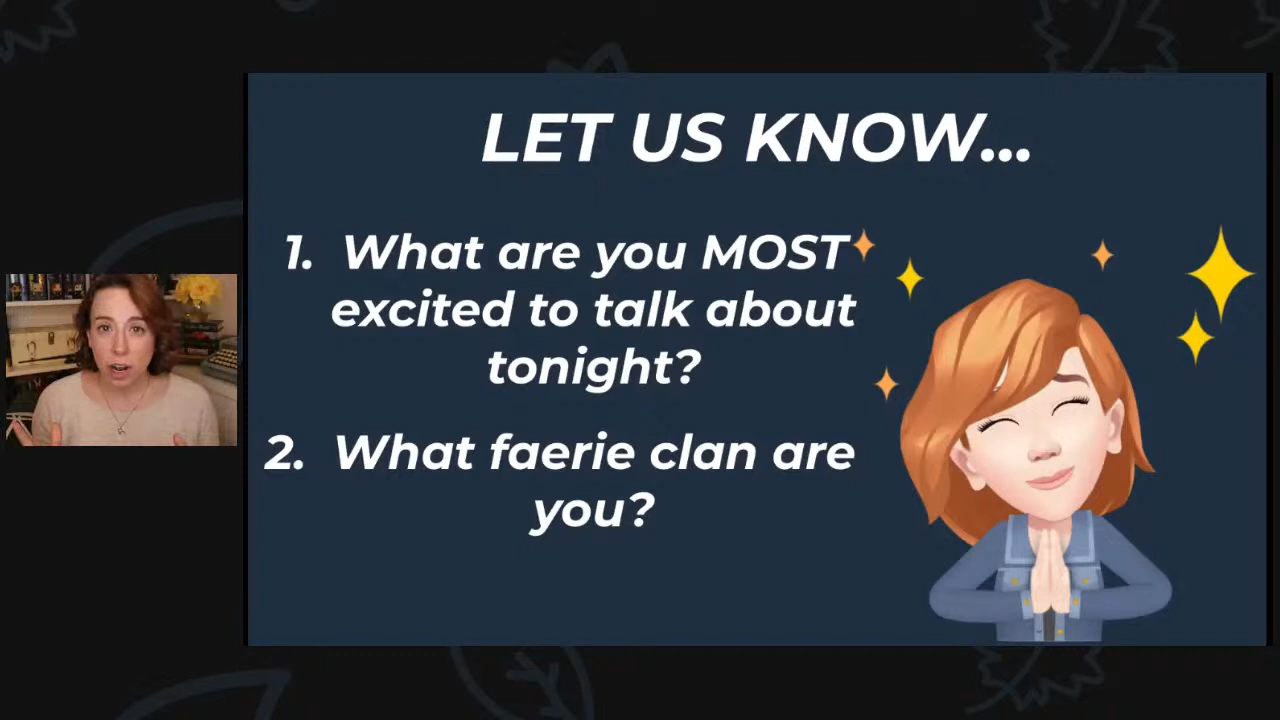 LET US KNOW...
1. What are you MOST
excited to talk about
tonight?
2. What faerie clan are
you?